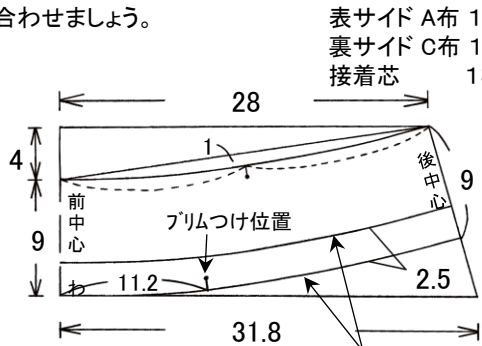 合わせましょう。
表サイド A布 1
裏サイド C布 1
接着芯 1
28
4
1
後中心
9
前中心
9
ブリムつけ位置
わ
11.2
2.5
31.8